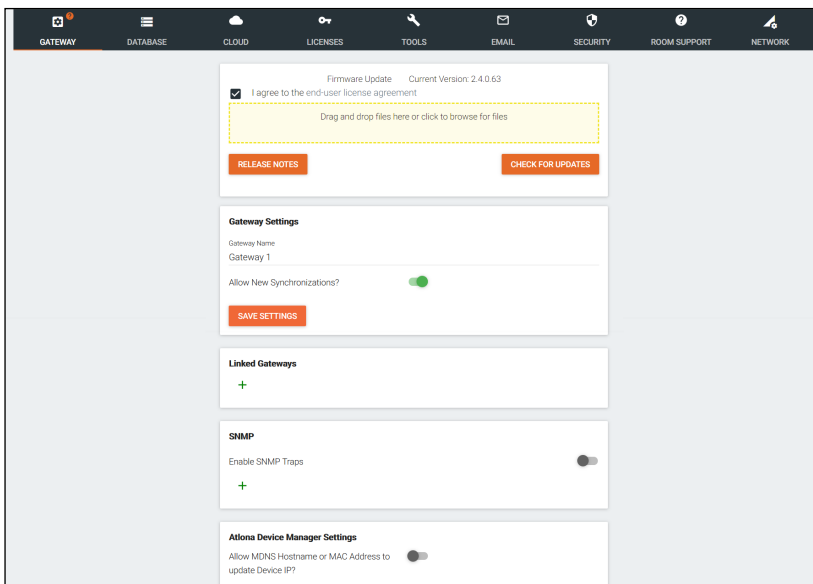 GATEWAY DATABASE CLOUD LICENSES TOOLS EMAIL SECURITY ROOM SUPPORT NETWORK
Firmware Update Current Version: 2.4.0.63
I agree to the end-user license agreement
Drag and drop files here or click to browse for files
RELEASE NOTES CHECK FOR UPDATES
Gateway Settings
Gateway Name
Gateway 1
Allow New Synchronizations?
SAVE SETTINGS
Linked Gateways
+
SNMP
Enable SNMP Traps
+
Atlona Device Manager Settings
Allow MDNS Hostname or MAC Address to
update Device IP?